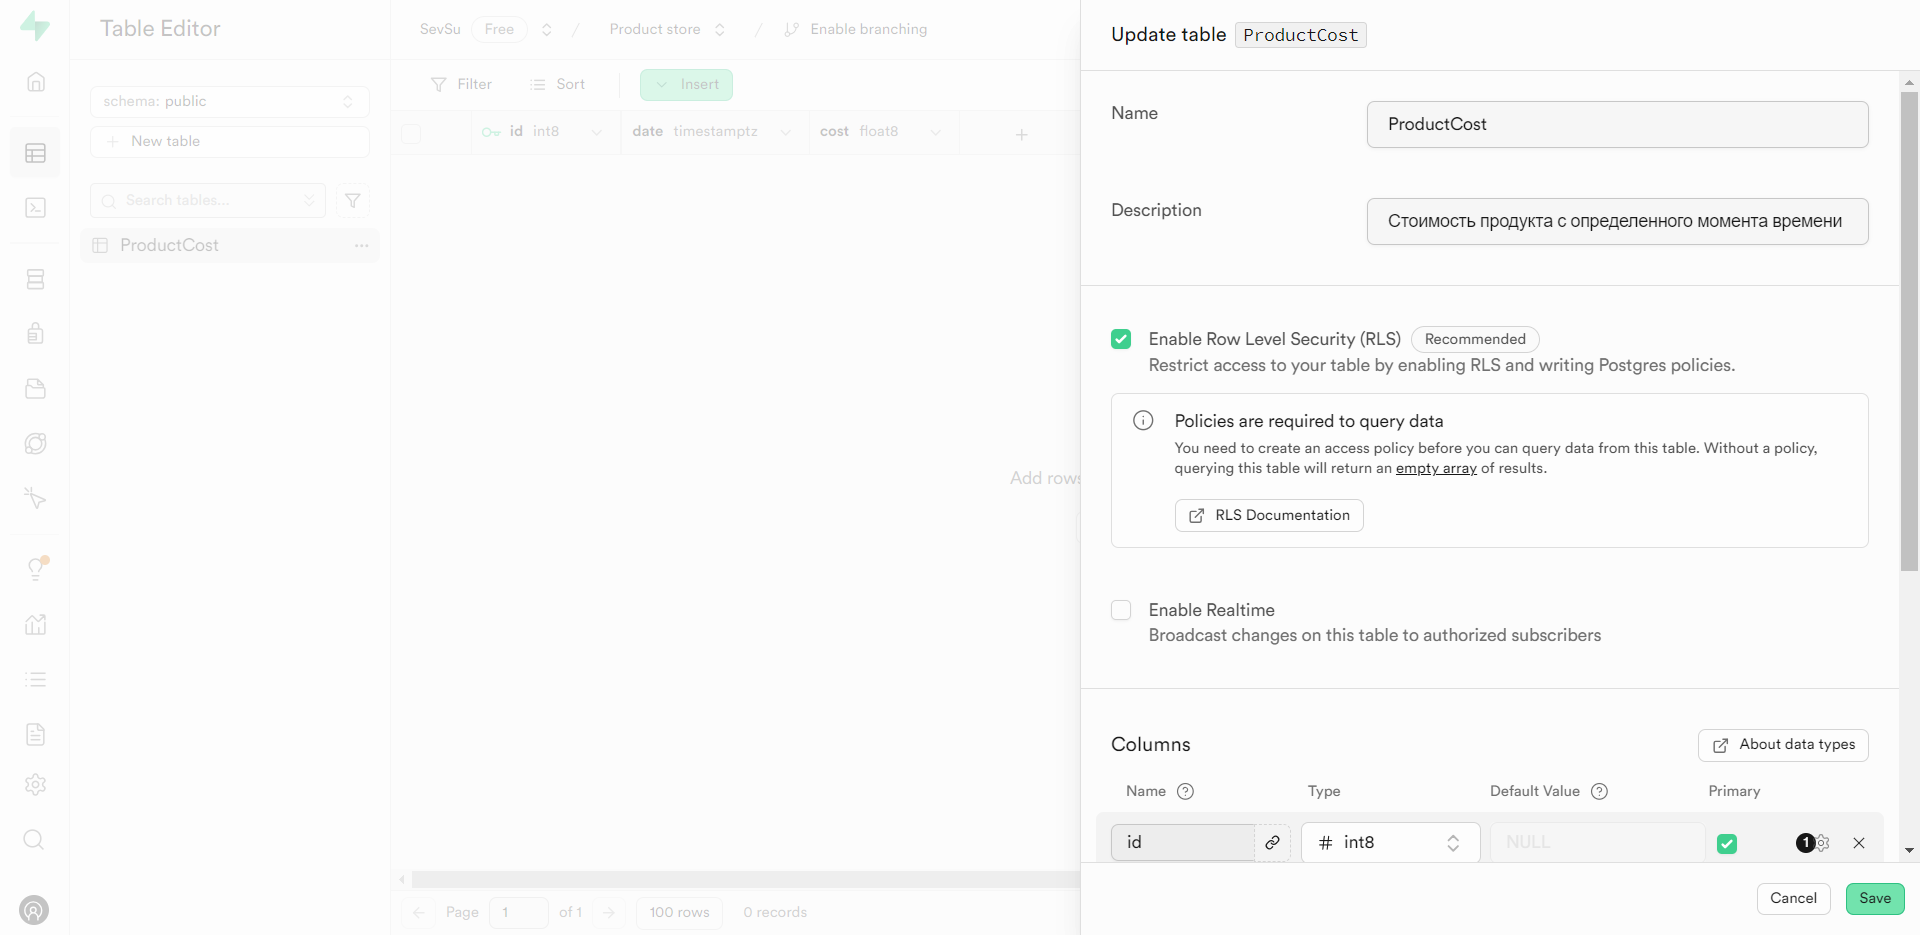 Table Editor
schema: public
New table
Search tables...
ProductCost
SevSu Free / Product store / Enable branching
Filter Sort Insert
id int8 date timestamptz cost float8
Add rows
Page 1 of 1 100 rows 0 records
Update table ProductCost
Name ProductCost
Description Стоимость продукта с определенного момента времени
Enable Row Level Security (RLS) Recommended
Restrict access to your table by enabling RLS and writing Postgres policies.
Policies are required to query data
You need to create an access policy before you can query data from this table. Without a policy,
querying this table will return an empty array of results.
RLS Documentation
Enable Realtime
Broadcast changes on this table to authorized subscribers
Columns About data types
Name Type Default Value Primary
id # int8 NULL 1
Cancel Save